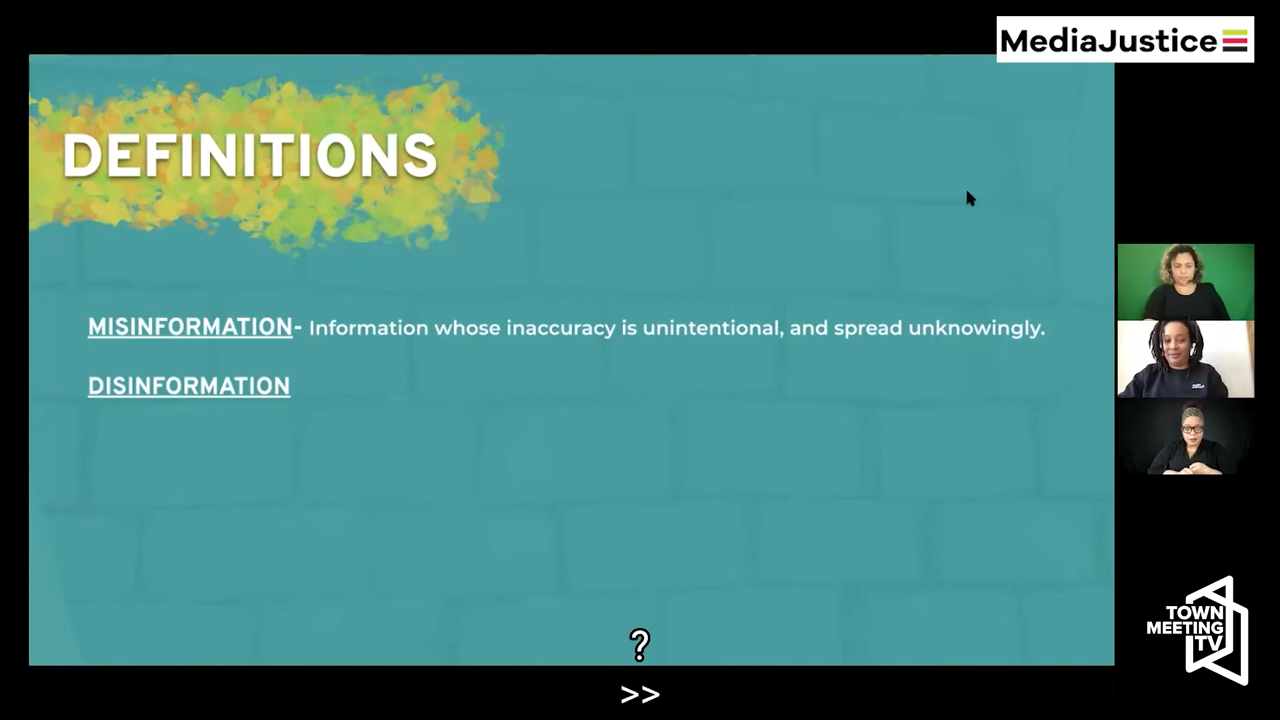 MediaJustice
DEFINITIONS
MISINFORMATION- Information whose inaccuracy is unintentional, and spread unknowingly.
DISINFORMATION
?
>>
TOWN
MEETING
TV